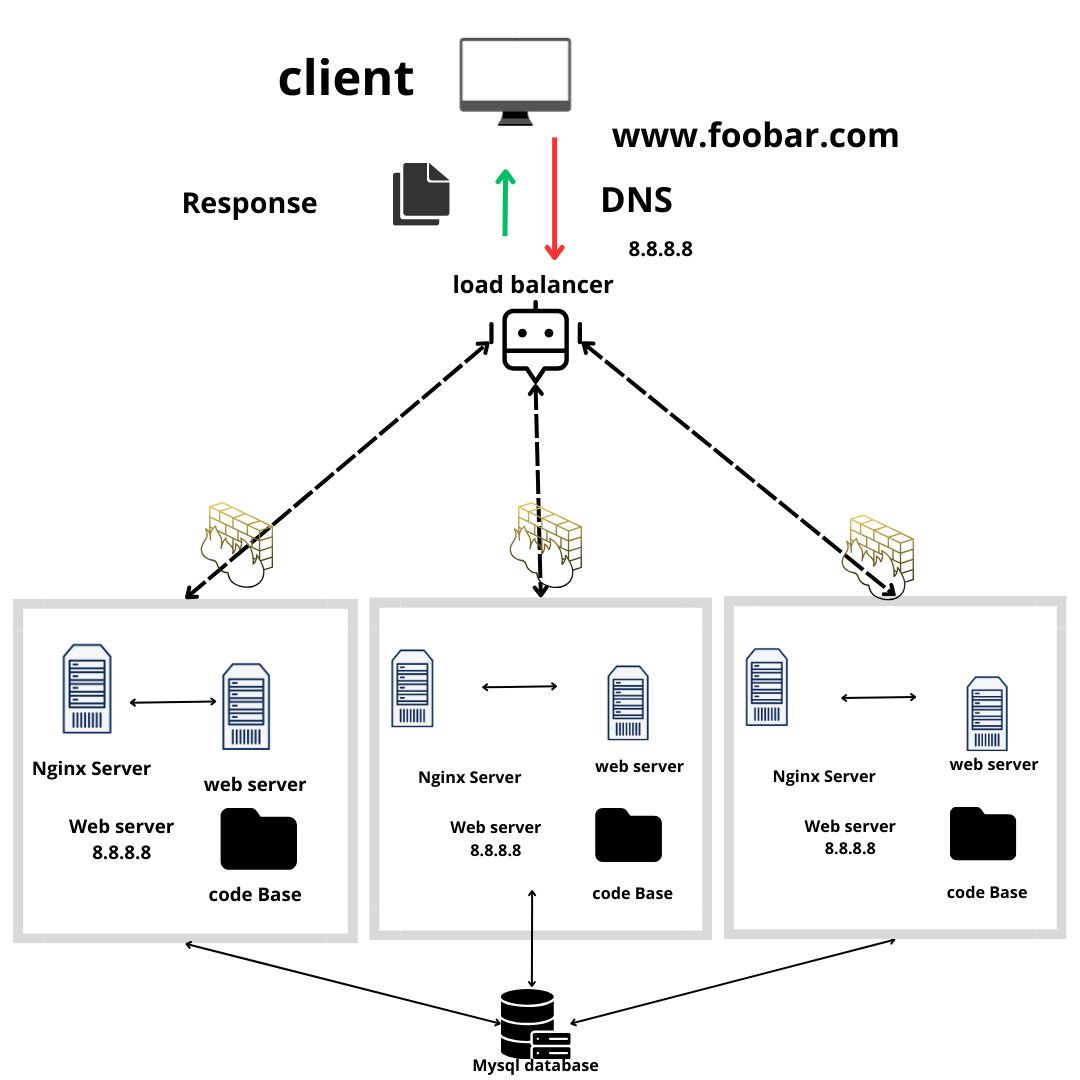 client
www.foobar.com
Response
DNS
8.8.8.8
load balancer
Nginx Server
web server
Web server
8.8.8.8
code Base
Nginx Server
web server
Web server
8.8.8.8
code Base
Nginx Server
web server
Web server
8.8.8.8
code Base
Mysql database